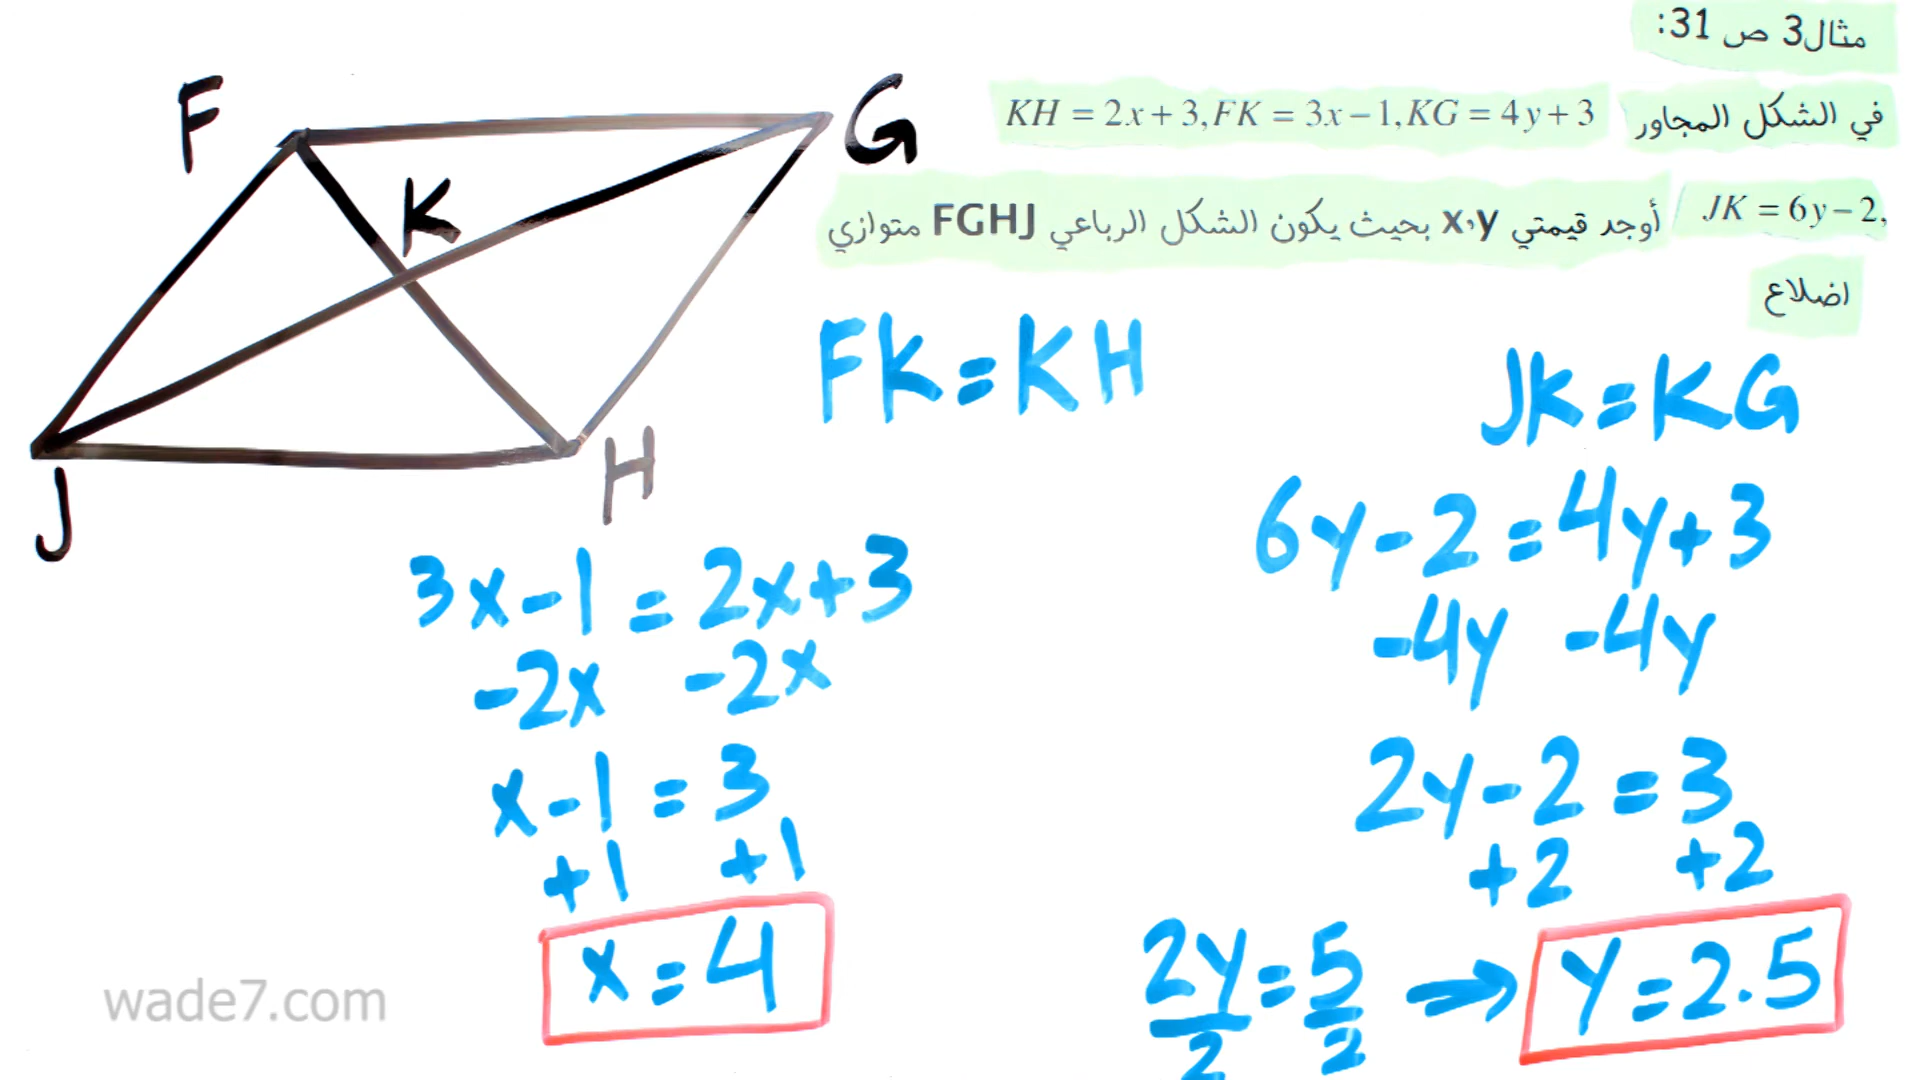 مثال3 ص 31:
في الشكل المجاور KH = 2x + 3, FK = 3x – 1, KG = 4y + 3
JK = 6y – 2, أوجد قيمتي x،y بحيث يكون الشكل الرباعي FGHJ متوازي
اضلاع
F
G
K
J
H
FK = KH
3x - 1 = 2x + 3
-2x -2x
x - 1 = 3
+1 +1
x = 4
JK = KG
6y - 2 = 4y + 3
-4y -4y
2y - 2 = 3
+2 +2
2y/2 = 5/2 → y = 2.5
wade7.com